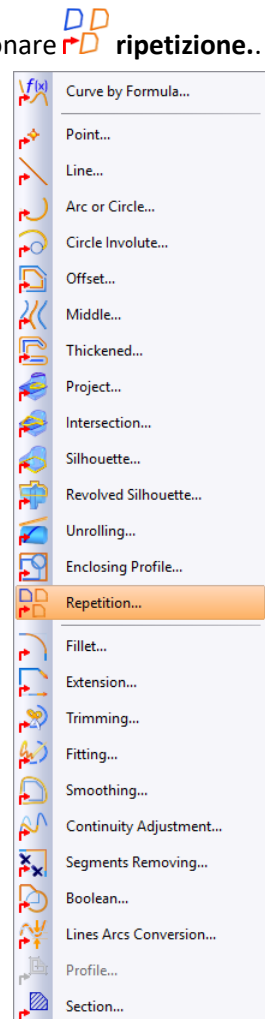 onare ripetizione..
f(x) Curve by Formula...
Point...
Line...
Arc or Circle...
Circle Involute...
Offset...
Middle...
Thickened...
Project...
Intersection...
Silhouette...
Revolved Silhouette...
Unrolling...
Enclosing Profile...
Repetition...
Fillet...
Extension...
Trimming...
Fitting...
Smoothing...
Continuity Adjustment...
Segments Removing...
Boolean...
Lines Arcs Conversion...
Profile...
Section...